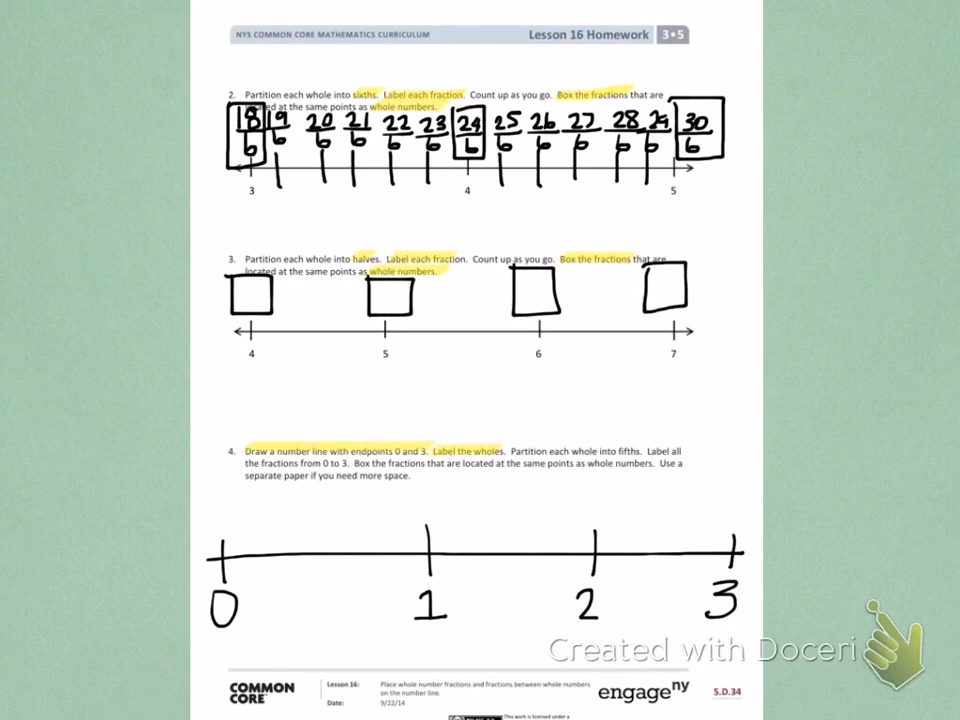 NYS COMMON CORE MATHEMATICS CURRICULUM Lesson 16 Homework 3•5
2. Partition each whole into sixths. Label each fraction. Count up as you go. Box the fractions that are
located at the same points as whole numbers.
18 19 20 21 22 23 24 25 26 27 28 29 30
6 6 6 6 6 6 6 6 6 6 6 6 6
3 4 5
3. Partition each whole into halves. Label each fraction. Count up as you go. Box the fractions that are
located at the same points as whole numbers.
4 5 6 7
4. Draw a number line with endpoints 0 and 3. Label the wholes. Partition each whole into fifths. Label all
the fractions from 0 to 3. Box the fractions that are located at the same points as whole numbers. Use a
separate paper if you need more space.
0 1 2 3
Created with Doceri
COMMON
CORE
Lesson 16: Place whole number fractions and fractions between whole numbers
on the number line.
Date: 9/22/14
engage ny
5.D.34
This work is licensed under a